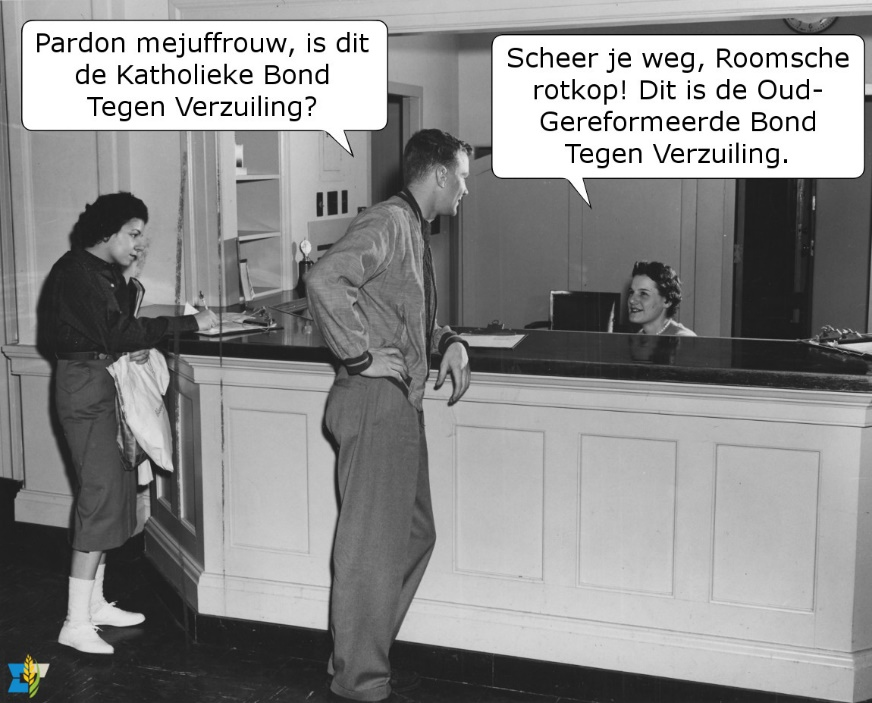 Pardon mejuffrouw, is dit
de Katholieke Bond
Tegen Verzuiling?
Scheer je weg, Roomsche
rotkop! Dit is de Oud-
Gereformeerde Bond
Tegen Verzuiling.